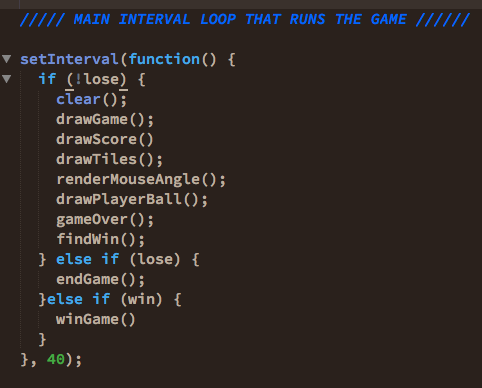 ///// MAIN INTERVAL LOOP THAT RUNS THE GAME //////
setInterval(function() {
if (!lose) {
clear();
drawGame();
drawScore()
drawTiles();
renderMouseAngle();
drawPlayerBall();
gameOver();
findWin();
} else if (lose) {
endGame();
}else if (win) {
winGame()
}
}, 40);